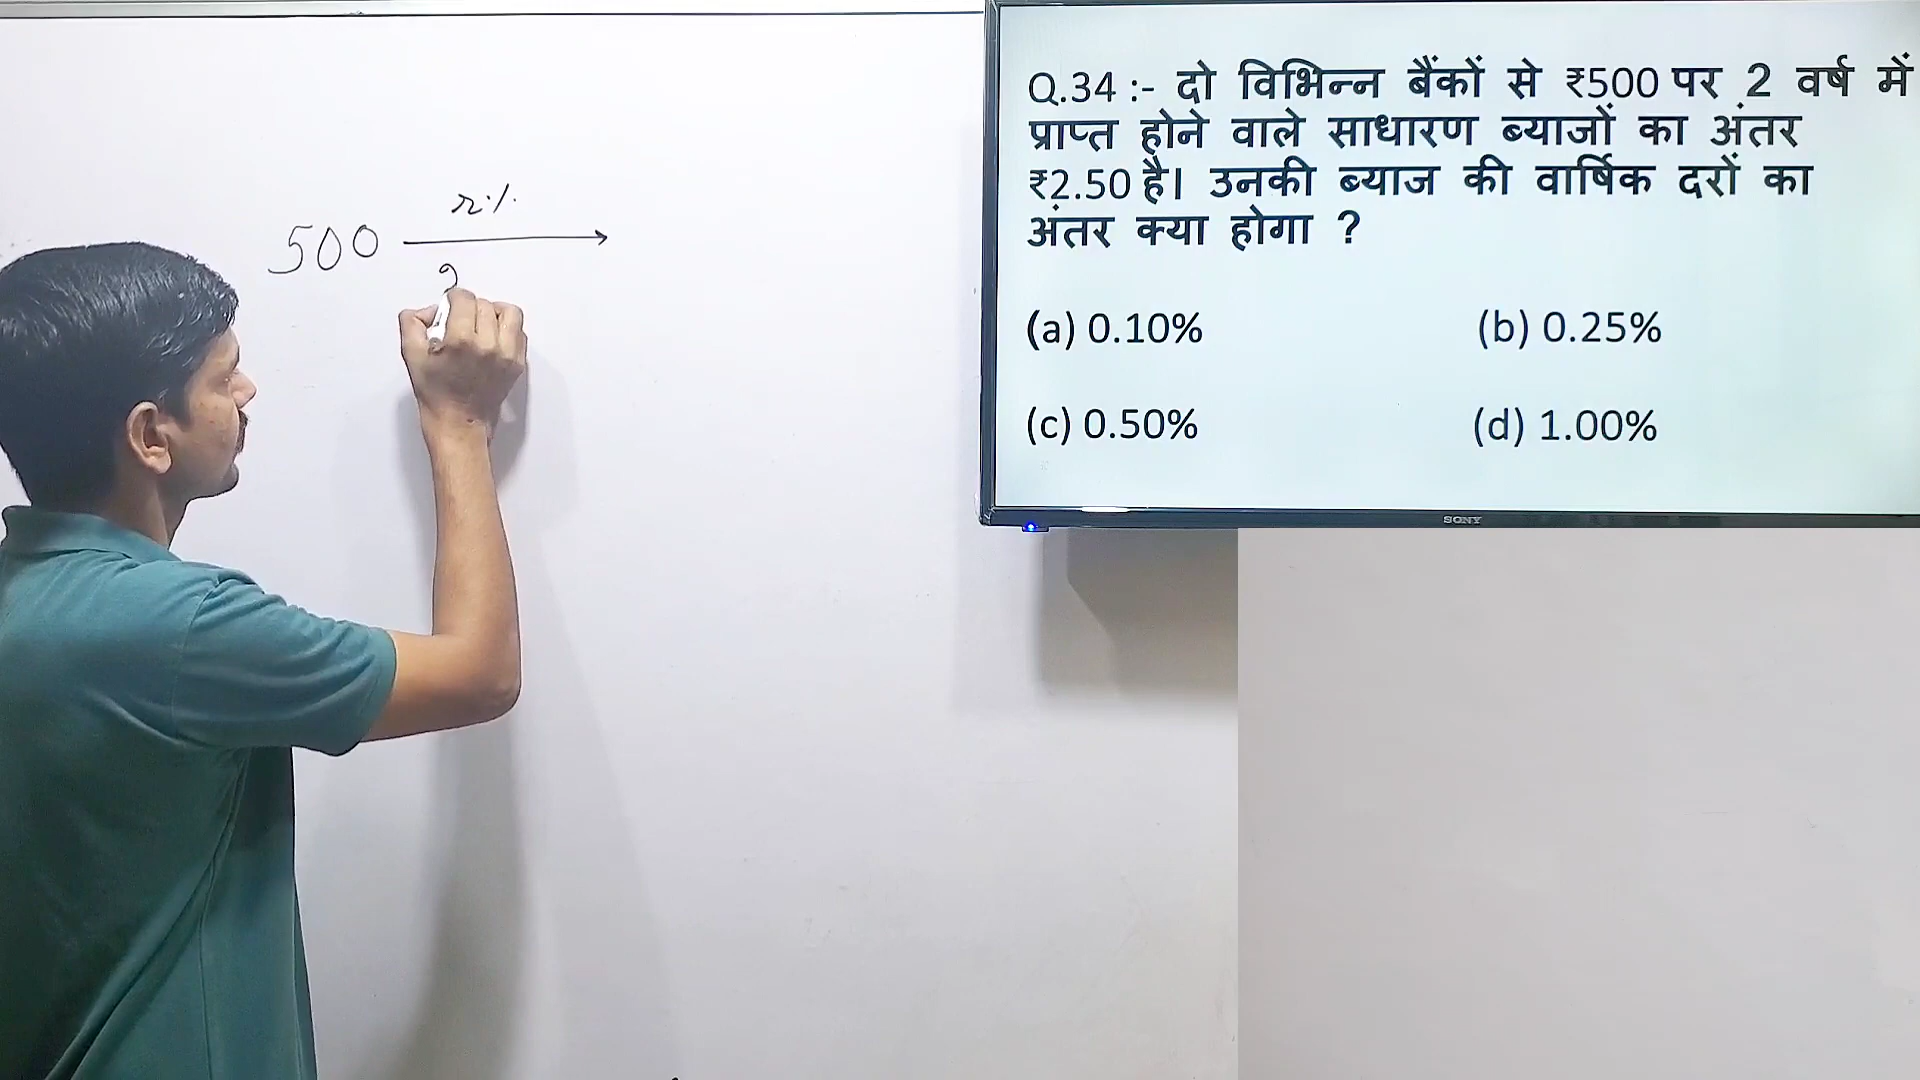 r%
500
2
Q.34 :- दो विभिन्न बैंकों से ₹500 पर 2 वर्ष में
प्राप्त होने वाले साधारण ब्याजों का अंतर
₹2.50 है। उनकी ब्याज की वार्षिक दरों का
अंतर क्या होगा ?
(a) 0.10% (b) 0.25%
(c) 0.50% (d) 1.00%
SONY